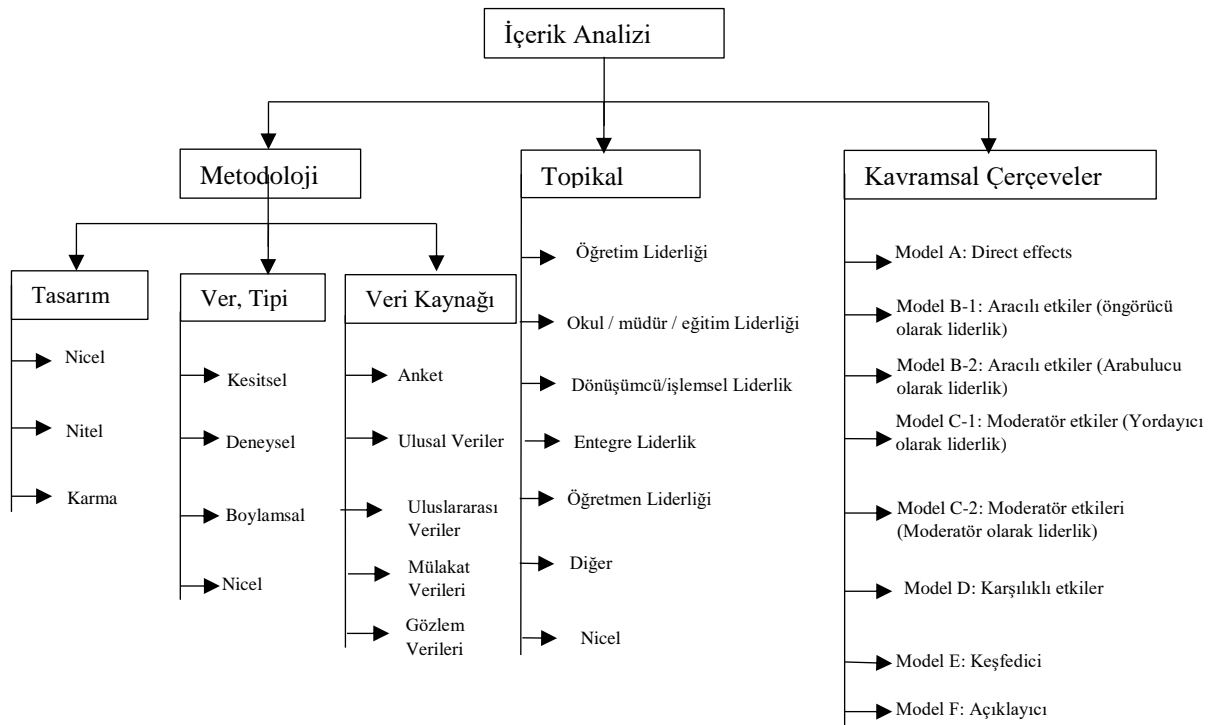 İçerik Analizi
Metodoloji
Topikal
Kavramsal Çerçeveler
Tasarım
Ver, Tipi
Veri Kaynağı
Nicel
Nitel
Karma
Kesitsel
Deneysel
Boylamsal
Nicel
Anket
Ulusal Veriler
Uluslararası
Veriler
Mülakat
Verileri
Gözlem
Verileri
Öğretim Liderliği
Okul / müdür / eğitim Liderliği
Dönüşümcü/işlemsel Liderlik
Entegre Liderlik
Öğretmen Liderliği
Diğer
Nicel
Model A: Direct effects
Model B-1: Aracılı etkiler (öngörücü
olarak liderlik)
Model B-2: Aracılı etkiler (Arabulucu
olarak liderlik)
Model C-1: Moderatór etkiler (Yordayıcı
olarak liderlik)
Model C-2: Moderatór etkileri
(Moderatór olarak liderlik)
Model D: Karşılıklı etkiler
Model E: Keşfedici
Model F: Açıklayıcı